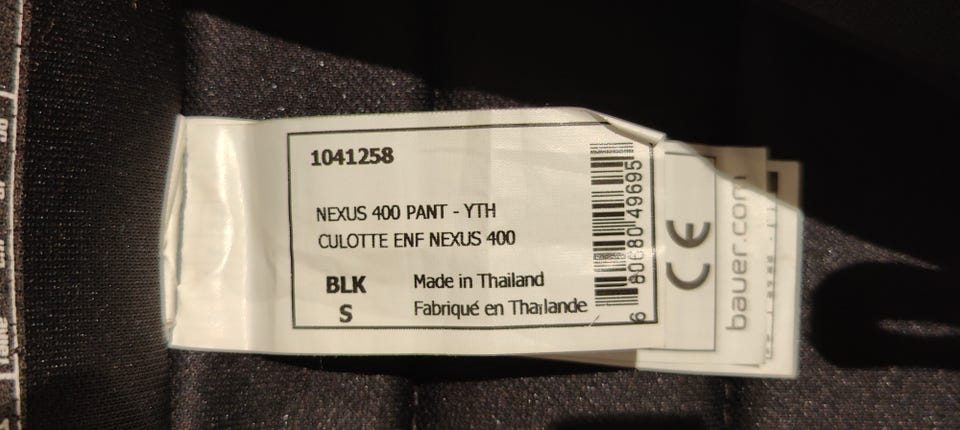 1041258
NEXUS 400 PANT - YTH
CULOTTE ENF NEXUS 400
BLK
Made in Thailand
S
Fabriqué en Thaïlande
6
CE
bauer.com